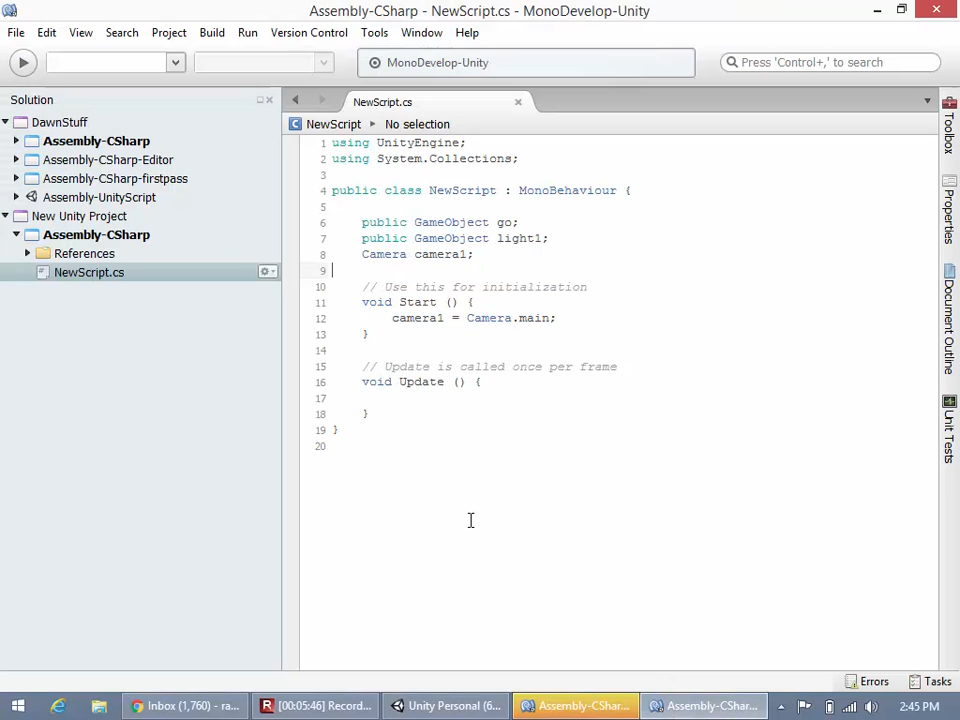 Assembly-CSharp - NewScript.cs - MonoDevelop-Unity
File Edit View Search Project Build Run Version Control Tools Window Help
MonoDevelop-Unity
Press 'Control+,' to search
Solution
DawnStuff
Assembly-CSharp
Assembly-CSharp-Editor
Assembly-CSharp-firstpass
Assembly-UnityScript
New Unity Project
Assembly-CSharp
References
NewScript.cs
NewScript.cs
NewScript No selection
1 using UnityEngine;
2 using System.Collections;
3
4 public class NewScript : MonoBehaviour {
5
6 public GameObject go;
7 public GameObject light1;
8 Camera camera1;
9
10 // Use this for initialization
11 void Start () {
12 camera1 = Camera.main;
13 }
14
15 // Update is called once per frame
16 void Update () {
17
18 }
19 }
20
Toolbox
Properties
Document Outline
Unit Tests
Errors Tasks
Inbox (1,760) - ra... [00:05:46] Record... Unity Personal (6... Assembly-CShar... Assembly-CShar... 2:45 PM